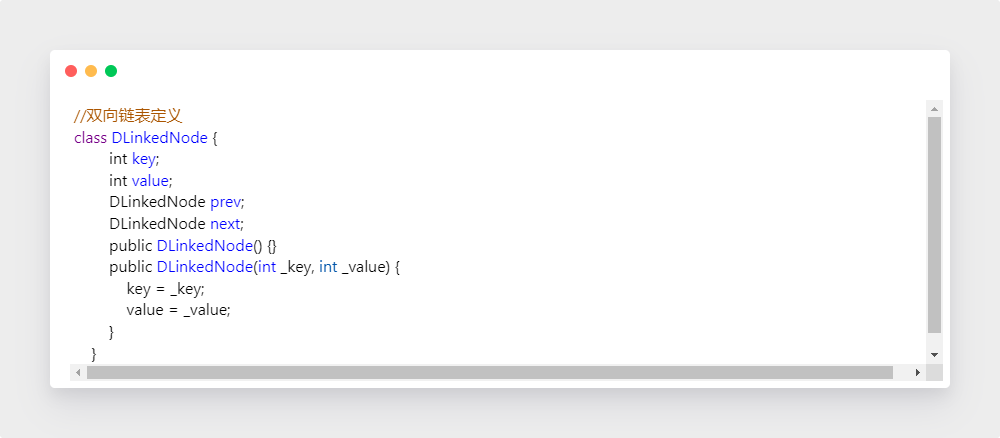 //双向链表定义
class DLinkedNode {
        int key;
        int value;
        DLinkedNode prev;
        DLinkedNode next;
        public DLinkedNode() {}
        public DLinkedNode(int _key, int _value) {
            key = _key;
            value = _value;
        }
    }